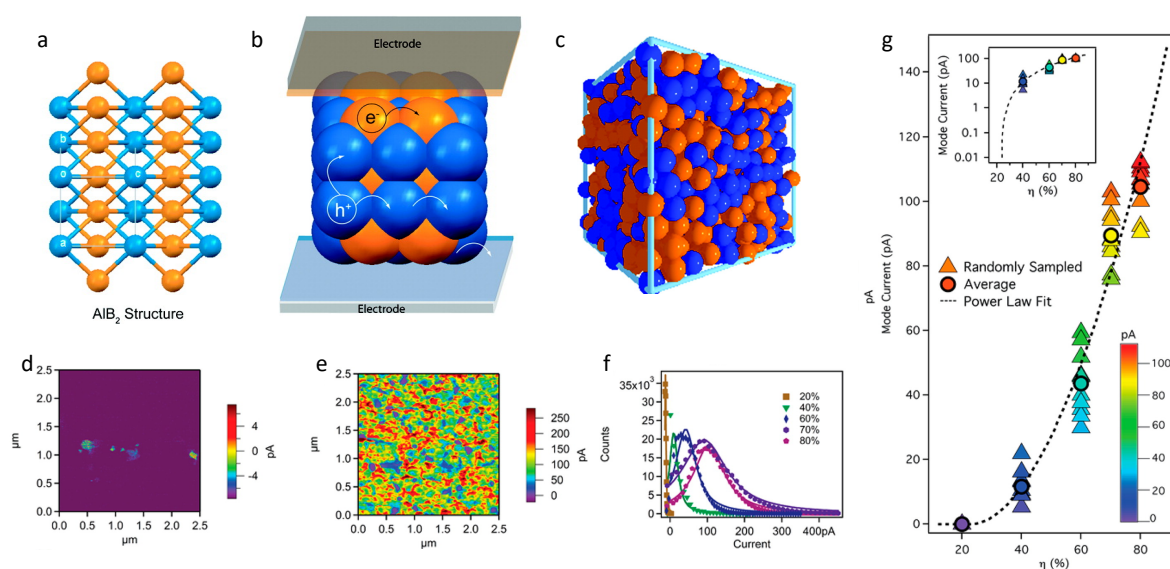 a
b
o
c
a
AlB2 Structure
b
Electrode
e-
h+
Electrode
c
d
2.5
2.0
1.5
1.0
0.5
0.0
μm
0.0 0.5 1.0 1.5 2.0 2.5
μm
4
0
-4
pA
e
2.5
2.0
1.5
1.0
0.5
0.0
μm
0.0 0.5 1.0 1.5 2.0 2.5
μm
250
200
150
100
50
0
pA
f
35x10³
30
25
20
15
10
5
0
Counts
0 100 200 400pA
Current
20%
40%
60%
70%
80%
g
140
120
100
80
60
40
20
0
pA
Mode Current (pA)
20 40 60 80
η (%)
Mode Current (pA)
100
10
1
0.1
0.01
20 40 60 80
η (%)
Randomly Sampled
Average
Power Law Fit
pA
100
80
60
40
20
0